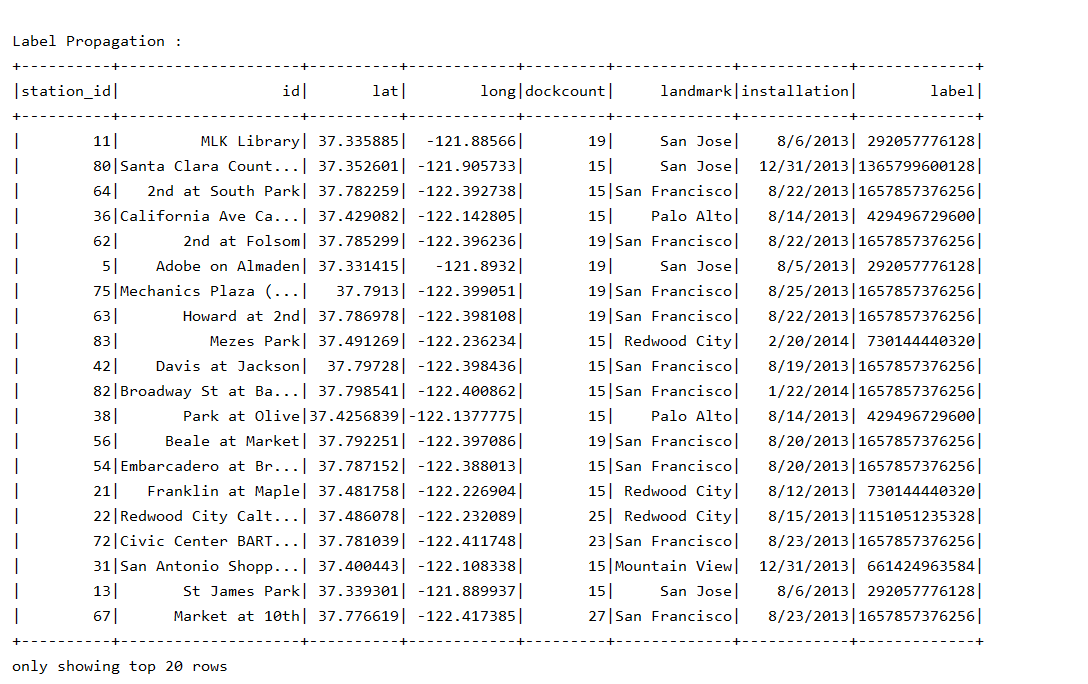 Label Propagation :
+----------+--------------------+----------+------------+---------+-------------+------------+-------------+
|station_id|                  id|       lat|        long|dockcount|     landmark|installation|        label|
+----------+--------------------+----------+------------+---------+-------------+------------+-------------+
|        11|         MLK Library| 37.335885|  -121.88566|       19|     San Jose|    8/6/2013| 292057776128|
|        80|Santa Clara Count...| 37.352601| -121.905733|       15|     San Jose|  12/31/2013|1365799600128|
|        64|   2nd at South Park| 37.782259| -122.392738|       15|San Francisco|   8/22/2013|1657857376256|
|        36|California Ave Ca...| 37.429082| -122.142805|       15|    Palo Alto|   8/14/2013| 429496729600|
|        62|       2nd at Folsom| 37.785299| -122.396236|       19|San Francisco|   8/22/2013|1657857376256|
|         5|    Adobe on Almaden| 37.331415|   -121.8932|       19|     San Jose|    8/5/2013| 292057776128|
|        75|Mechanics Plaza (...|   37.7913| -122.399051|       19|San Francisco|   8/25/2013|1657857376256|
|        63|       Howard at 2nd| 37.786978| -122.398108|       19|San Francisco|   8/22/2013|1657857376256|
|        83|          Mezes Park| 37.491269| -122.236234|       15| Redwood City|   2/20/2014| 730144440320|
|        42|    Davis at Jackson|  37.79728| -122.398436|       15|San Francisco|   8/19/2013|1657857376256|
|        82|Broadway St at Ba...| 37.798541| -122.400862|       15|San Francisco|   1/22/2014|1657857376256|
|        38|       Park at Olive|37.4256839|-122.1377775|       15|    Palo Alto|   8/14/2013| 429496729600|
|        56|     Beale at Market| 37.792251| -122.397086|       19|San Francisco|   8/20/2013|1657857376256|
|        54|Embarcadero at Br...| 37.787152| -122.388013|       15|San Francisco|   8/20/2013|1657857376256|
|        21|   Franklin at Maple| 37.481758| -122.226904|       15| Redwood City|   8/12/2013| 730144440320|
|        22|Redwood City Calt...| 37.486078| -122.232089|       25| Redwood City|   8/15/2013|1151051235328|
|        72|Civic Center BART...| 37.781039| -122.411748|       23|San Francisco|   8/23/2013|1657857376256|
|        31|San Antonio Shopp...| 37.400443| -122.108338|       15|Mountain View|  12/31/2013| 661424963584|
|        13|       St James Park| 37.339301| -121.889937|       15|     San Jose|    8/6/2013| 292057776128|
|        67|      Market at 10th| 37.776619| -122.417385|       27|San Francisco|   8/23/2013|1657857376256|
+----------+--------------------+----------+------------+---------+-------------+------------+-------------+
only showing top 20 rows